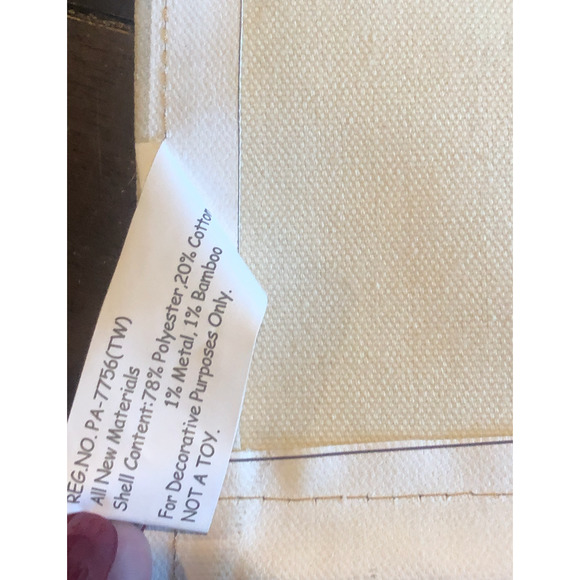 REG.NO. PA-7756(TW)
All New Materials
Shell Content:78% Polyester,20% Cotton
1% Metal, 1% Bamboo
For Decorative Purposes Only.
NOT A TOY.